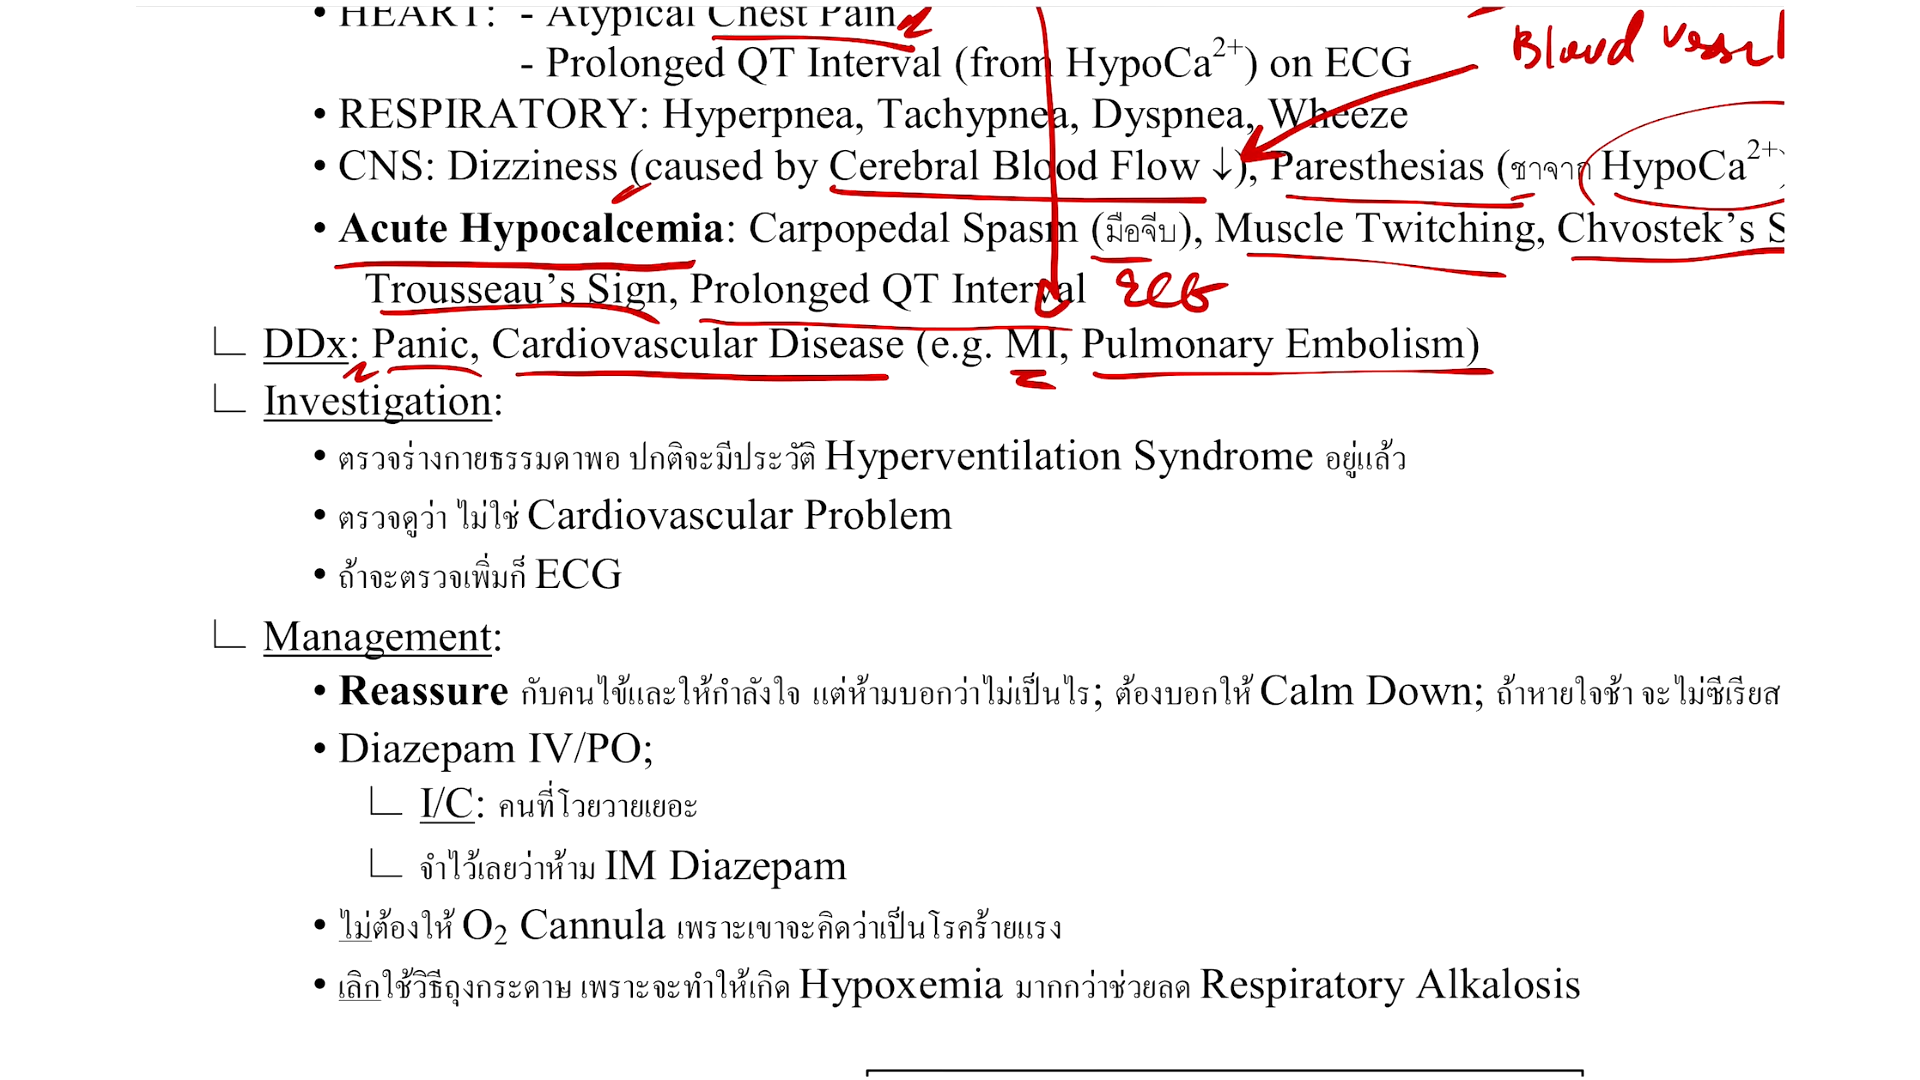 • HEART: - Atypical Chest Pain
Blood vessel
- Prolonged QT Interval (from HypoCa²⁺) on ECG
• RESPIRATORY: Hyperpnea, Tachypnea, Dyspnea, Wheeze
• CNS: Dizziness (caused by Cerebral Blood Flow ↓), Paresthesias (ชาจาก HypoCa²⁺)
• Acute Hypocalcemia: Carpopedal Spasm (มือจีบ), Muscle Twitching, Chvostek’s S
Trousseau’s Sign, Prolonged QT Interval ECG
DDx: Panic, Cardiovascular Disease (e.g. MI, Pulmonary Embolism)
Investigation:
• ตรวจร่างกายธรรมดาพอ ปกติจะมีประวัติ Hyperventilation Syndrome อยู่แล้ว
• ตรวจดูว่า ไม่ใช่ Cardiovascular Problem
• ถ้าจะตรวจเพิ่มก็ ECG
Management:
• Reassure กับคนไข้และให้กำลังใจ แต่ห้ามบอกว่าไม่เป็นไร; ต้องบอกให้ Calm Down; ถ้าหายใจช้า จะไม่ซีเรียส
• Diazepam IV/PO;
I/C: คนที่โวยวายเยอะ
จำไว้เลยว่าห้าม IM Diazepam
• ไม่ต้องให้ O₂ Cannula เพราะเขาจะคิดว่าเป็นโรคร้ายแรง
• เลิกใช้วิธีถุงกระดาษ เพราะจะทำให้เกิด Hypoxemia มากกว่าช่วยลด Respiratory Alkalosis